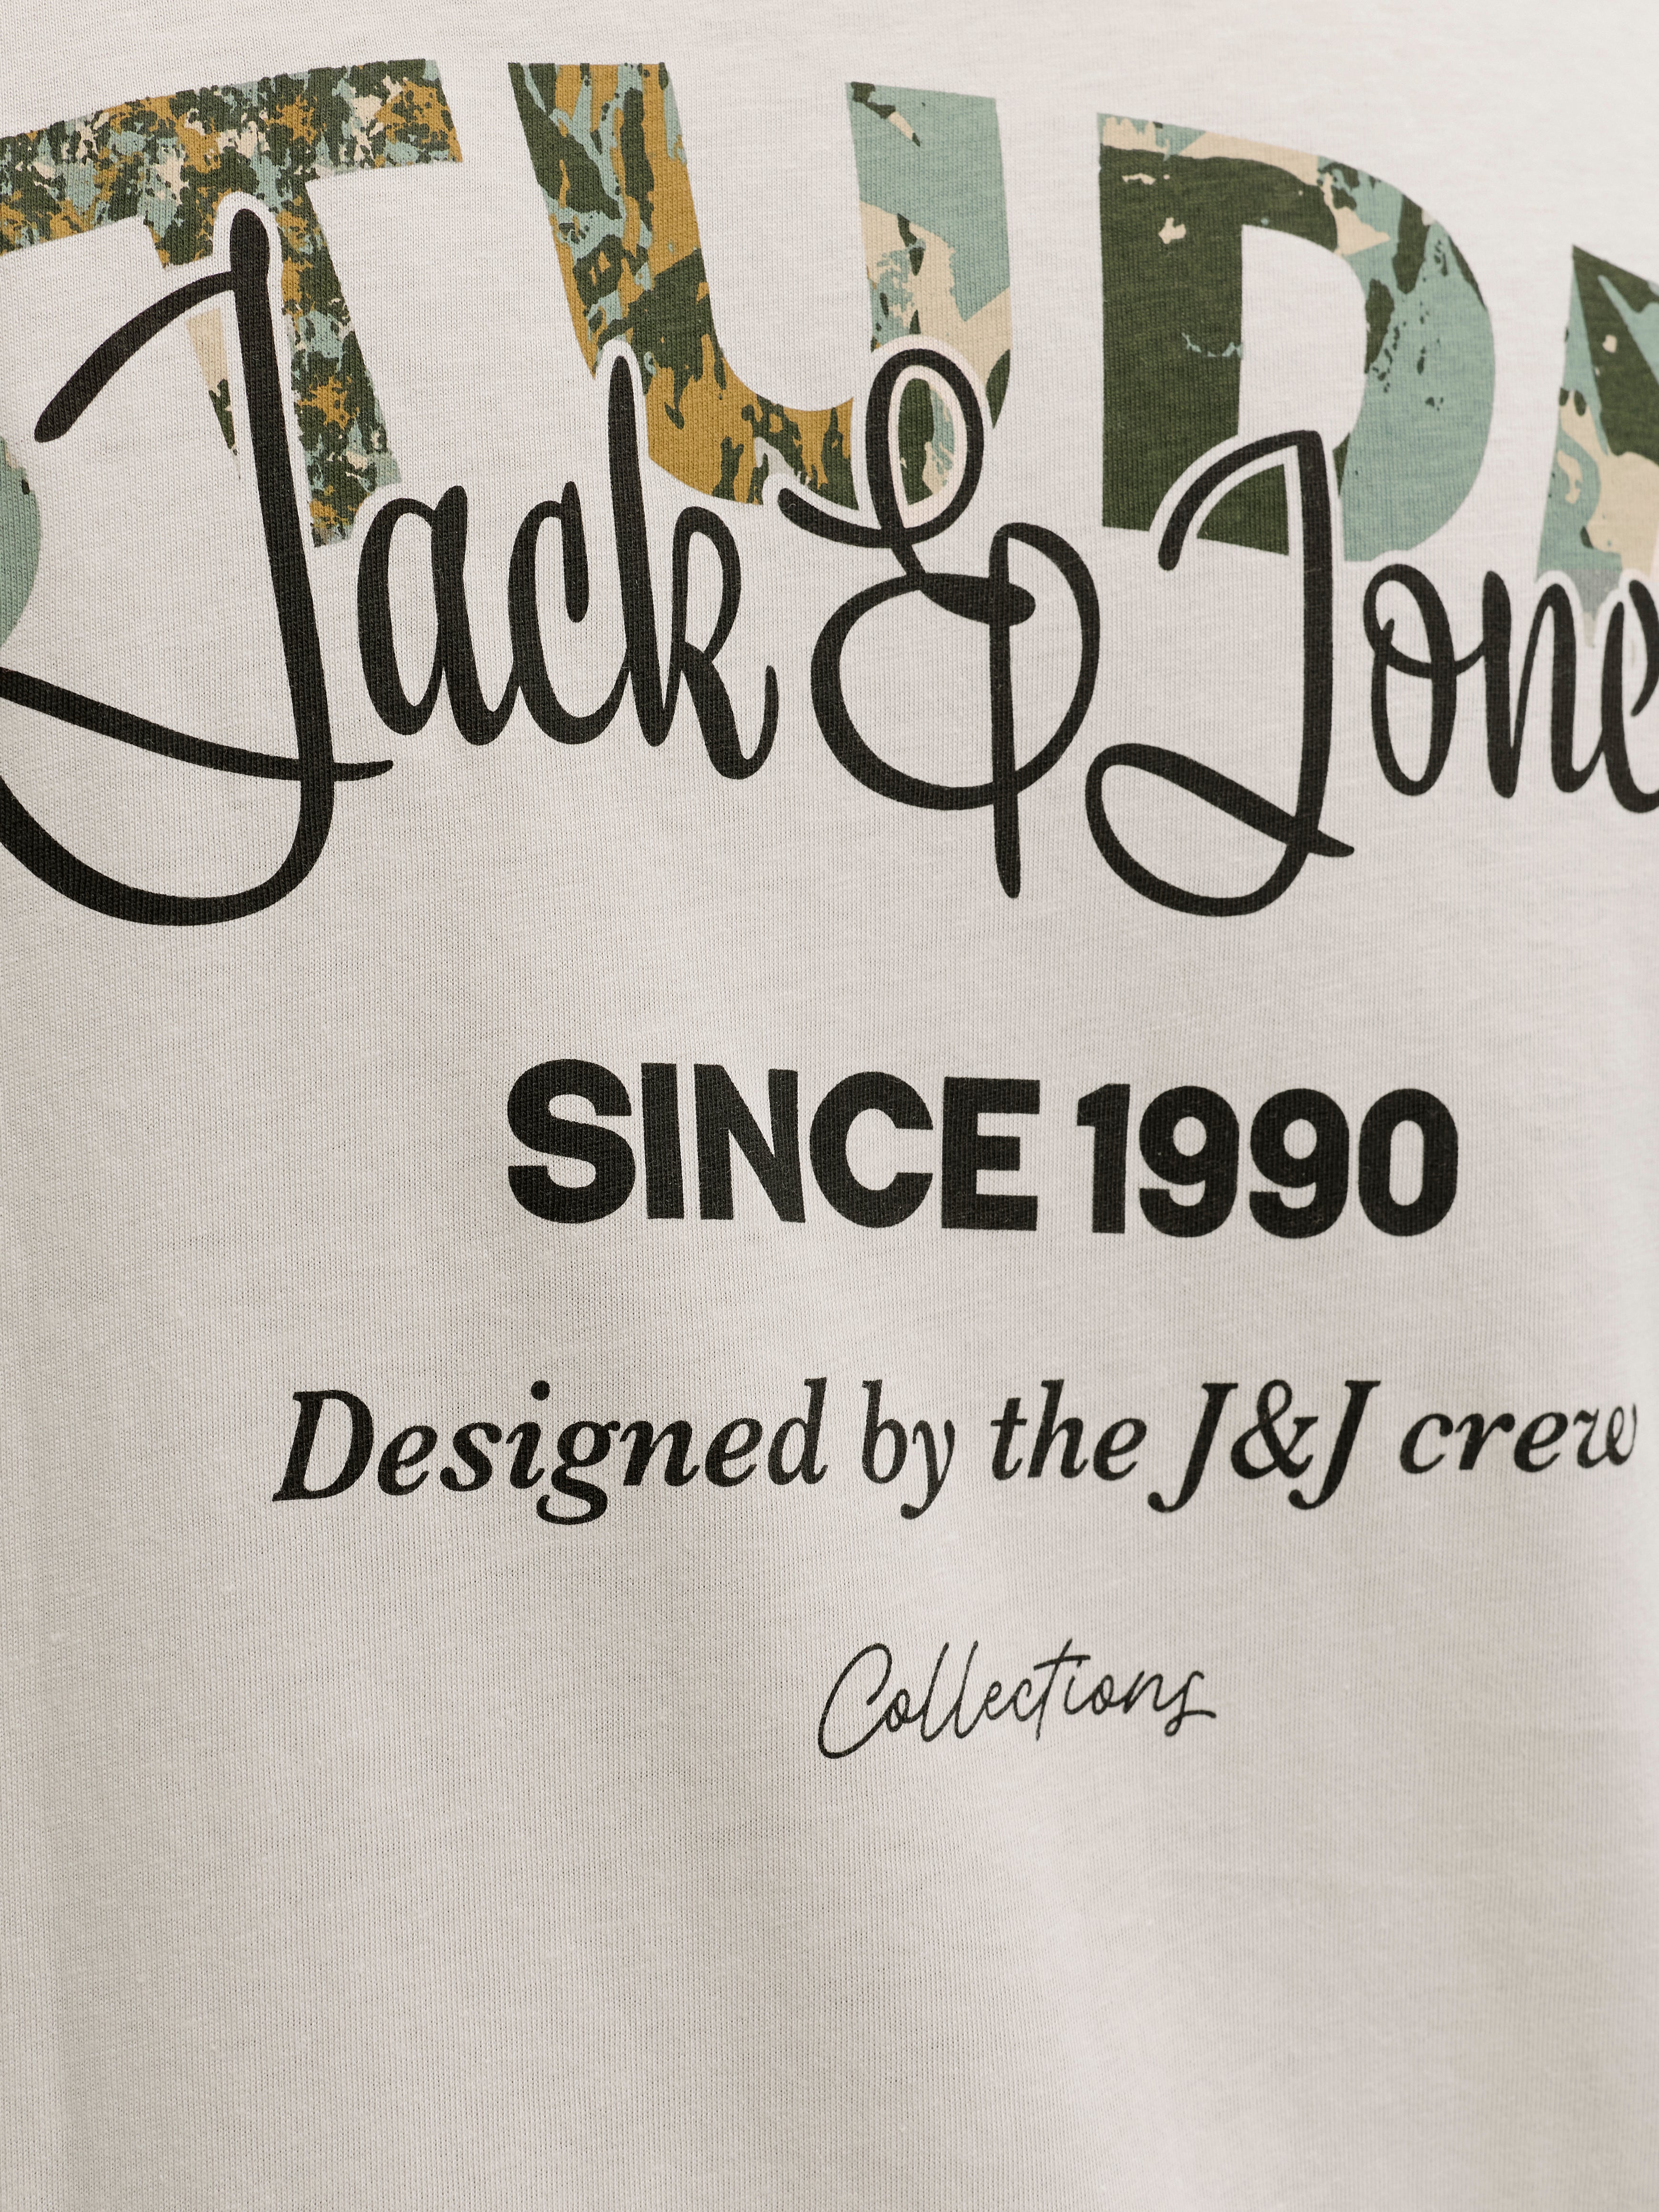 Jack & Jone
SINCE 1990
Designed by the J&J crew
Collections